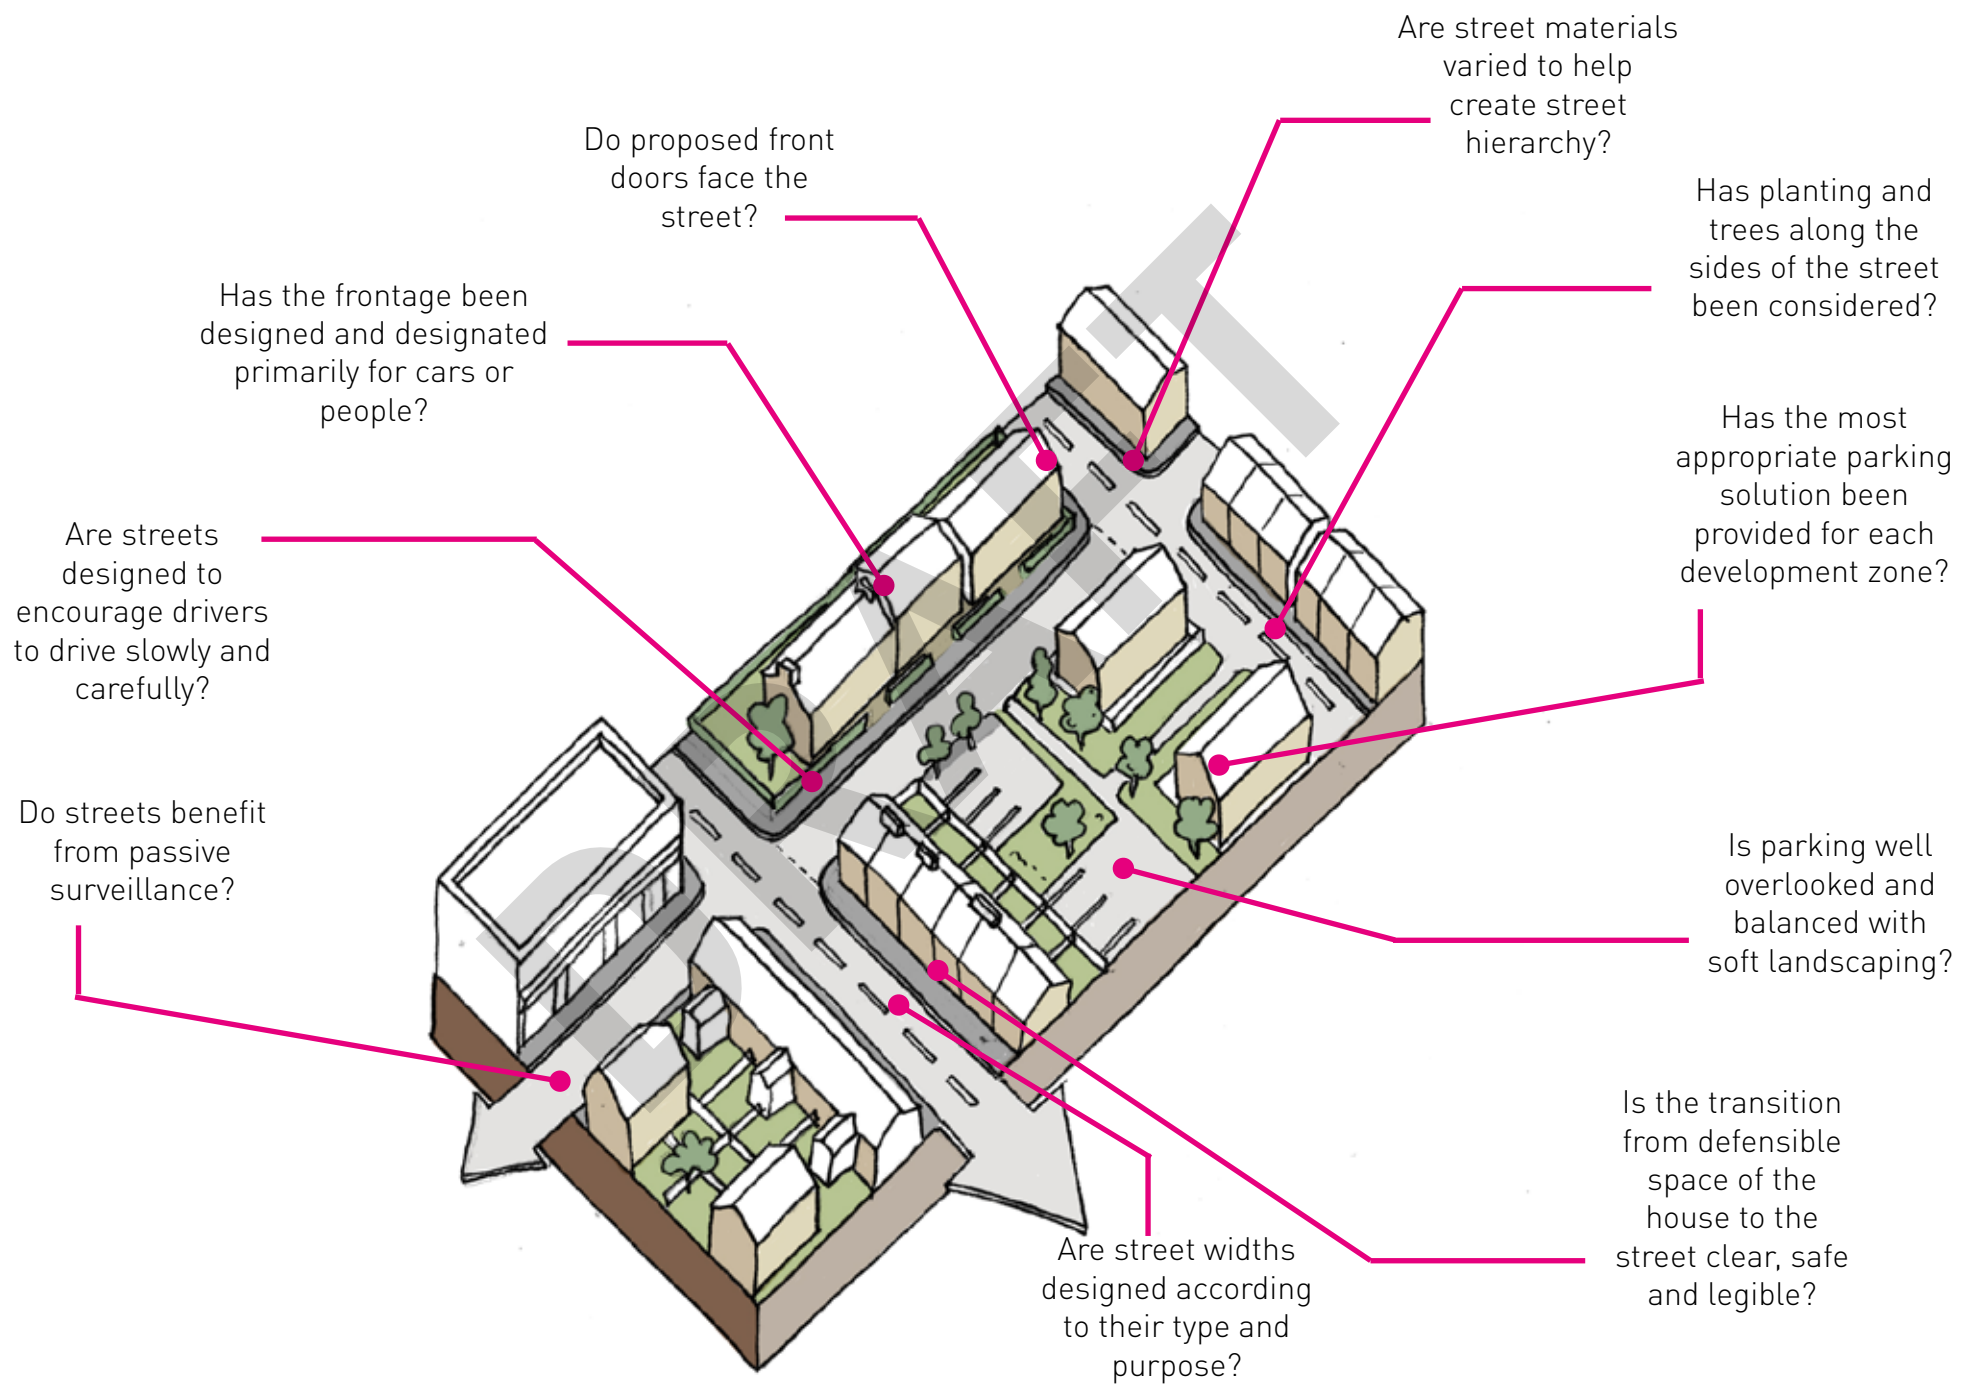 Are street materials
varied to help
create street
hierarchy?
Do proposed front
doors face the
street?
Has planting and
trees along the
sides of the street
been considered?
Has the frontage been
designed and designated
primarily for cars or
people?
Has the most
appropriate parking
solution been
provided for each
development zone?
Are streets
designed to
encourage drivers
to drive slowly and
carefully?
Do streets benefit
from passive
surveillance?
Is parking well
overlooked and
balanced with
soft landscaping?
Is the transition
from defensible
space of the
house to the
street clear, safe
and legible?
Are street widths
designed according
to their type and
purpose?
DRAFT